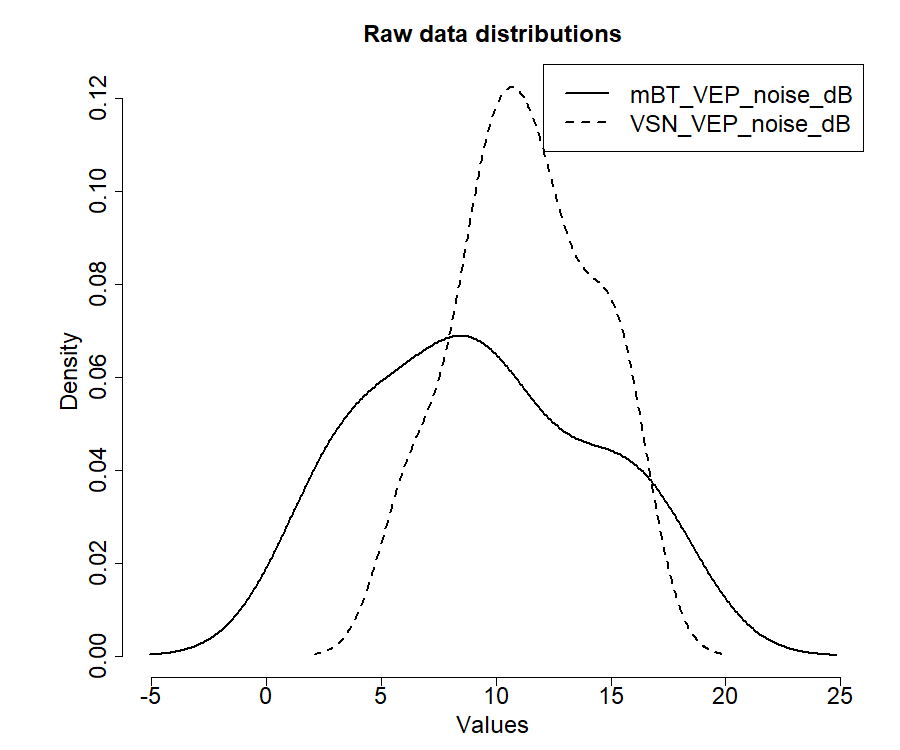 Raw data distributions
mBT_VEP_noise_dB
VSN_VEP_noise_dB
0.12
0.10
0.08
0.06
0.04
0.02
0.00
Density
-5 0 5 10 15 20 25
Values